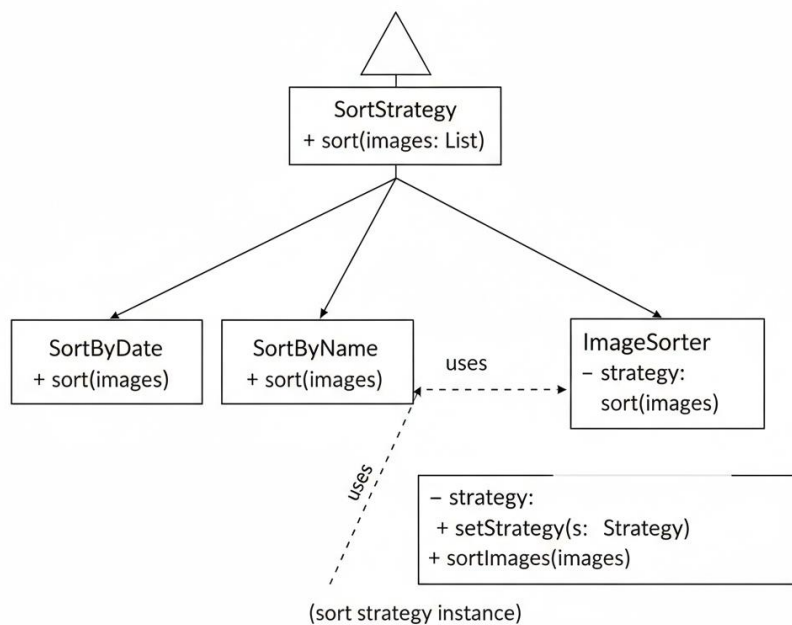 SortStrategy
+ sort(images: List)
SortByDate
+ sort(images)
SortByName
+ sort(images)
uses
ImageSorter
– strategy:
sort(images)
uses
– strategy:
+ setStrategy(s: Strategy)
+ sortImages(images)
(sort strategy instance)